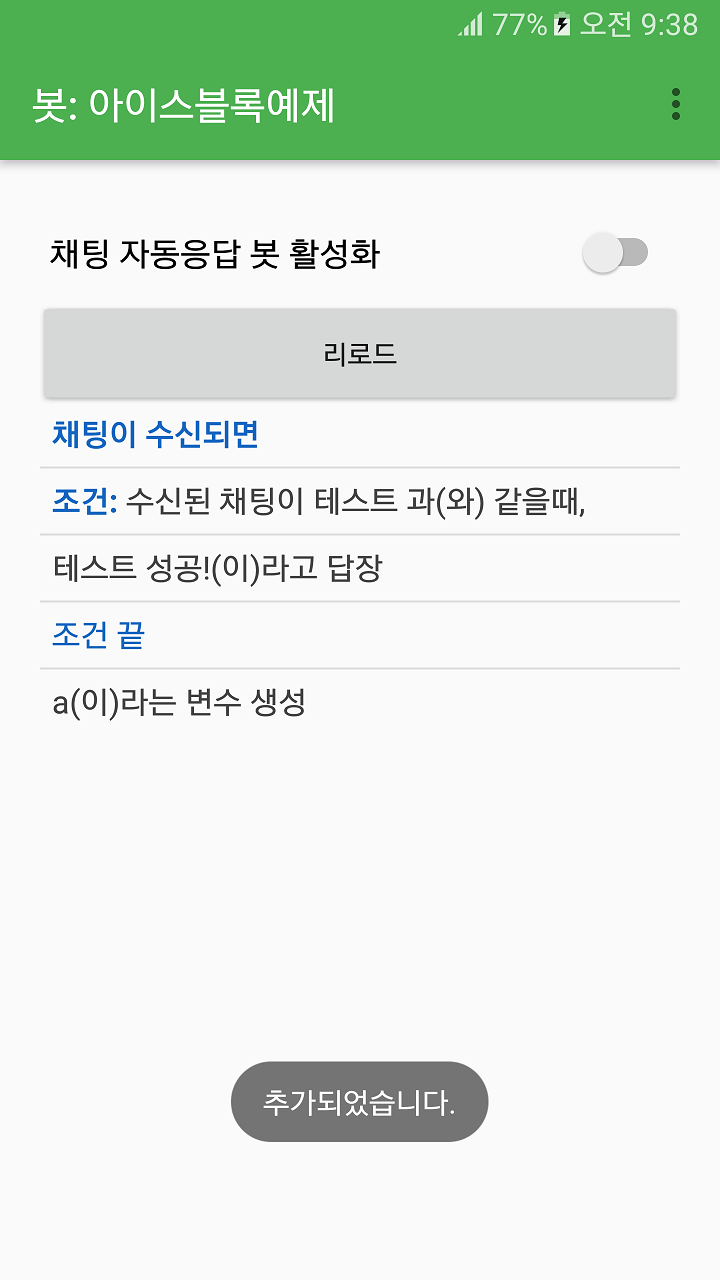 77% 오전 9:38
봇: 아이스블록예제
채팅 자동응답 봇 활성화
리로드
채팅이 수신되면
조건: 수신된 채팅이 테스트 과(와) 같을때,
테스트 성공!(이)라고 답장
조건 끝
a(이)라는 변수 생성
추가되었습니다.